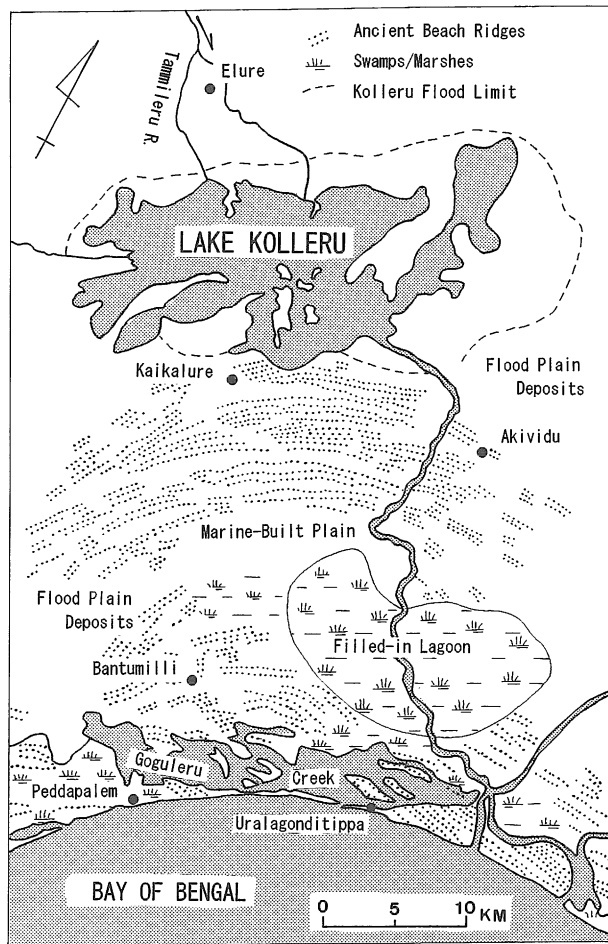 Ancient Beach Ridges
Swamps/Marshes
Kolleru Flood Limit
Elure
Tammileru R.
LAKE KOLLERU
Kaikalure
Flood Plain
Deposits
Akividu
Marine-Built Plain
Flood Plain
Deposits
Filled-in Lagoon
Bantumilli
Goguleru
Creek
Peddapalem
Uralagonditippa
BAY OF BENGAL
0 5 10
KM